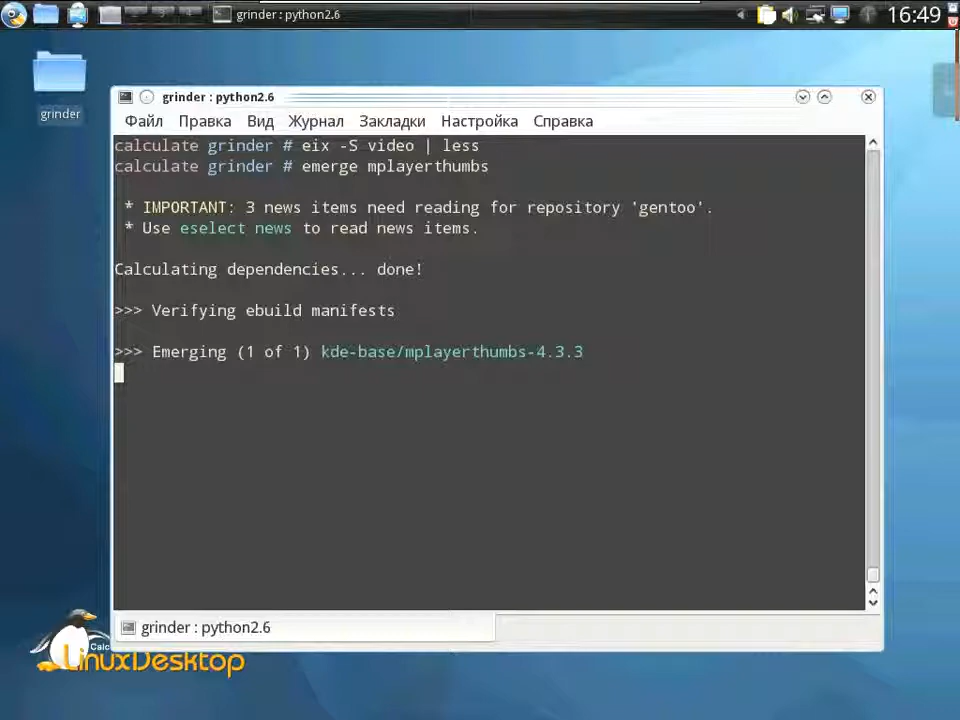 grinder : python2.6
16:49
grinder
grinder : python2.6
Файл Правка Вид Журнал Закладки Настройка Справка
calculate grinder # eix -S video | less
calculate grinder # emerge mplayerthumbs
* IMPORTANT: 3 news items need reading for repository 'gentoo'.
* Use eselect news to read news items.
Calculating dependencies... done!
>>> Verifying ebuild manifests
>>> Emerging (1 of 1) kde-base/mplayerthumbs-4.3.3
grinder : python2.6
Calc
LinuxDesktop